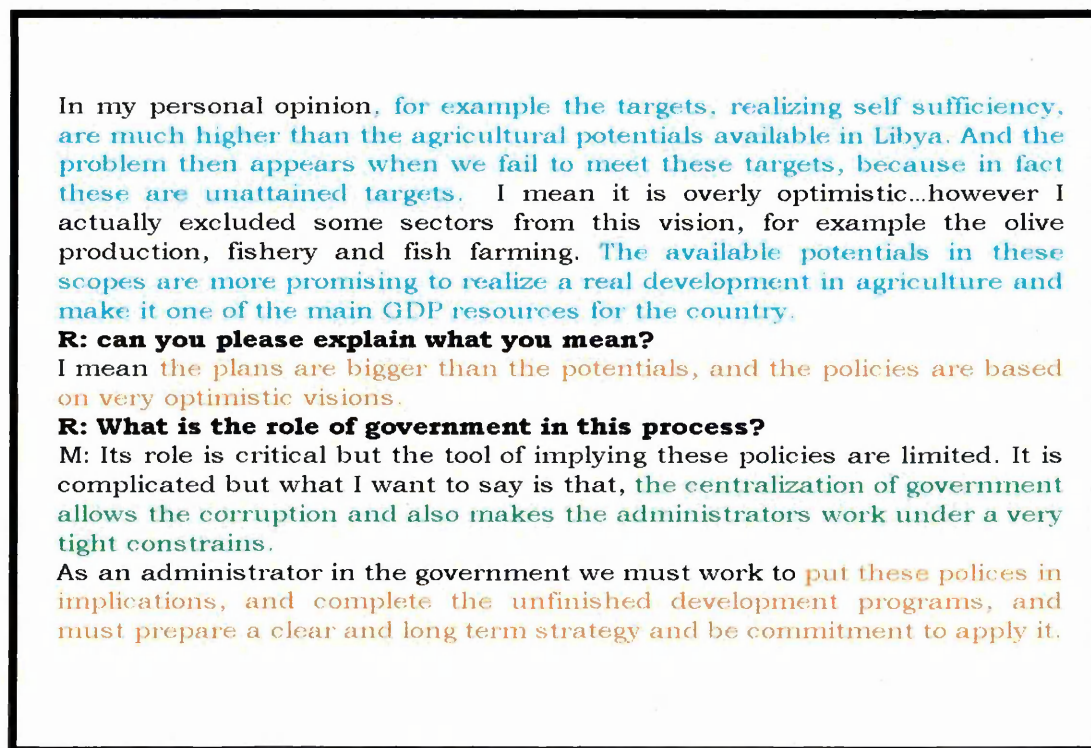 In my personal opinion, for example the targets, realizing self sufficiency,
are much higher than the agricultural potentials available in Libya. And the
problem then appears when we fail to meet these targets, because in fact
these are unattained targets. I mean it is overly optimistic...however I
actually excluded some sectors from this vision, for example the olive
production, fishery and fish farming. The available potentials in these
scopes are more promising to realize a real development in agriculture and
make it one of the main GDP resources for the country.
R: can you please explain what you mean?
I mean the plans are bigger than the potentials, and the policies are based
on very optimistic visions.
R: What is the role of government in this process?
M: Its role is critical but the tool of implying these policies are limited. It is
complicated but what I want to say is that, the centralization of government
allows the corruption and also makes the administrators work under a very
tight constrains.
As an administrator in the government we must work to put these polices in
implications, and complete the unfinished development programs, and
must prepare a clear and long term strategy and be commitment to apply it.